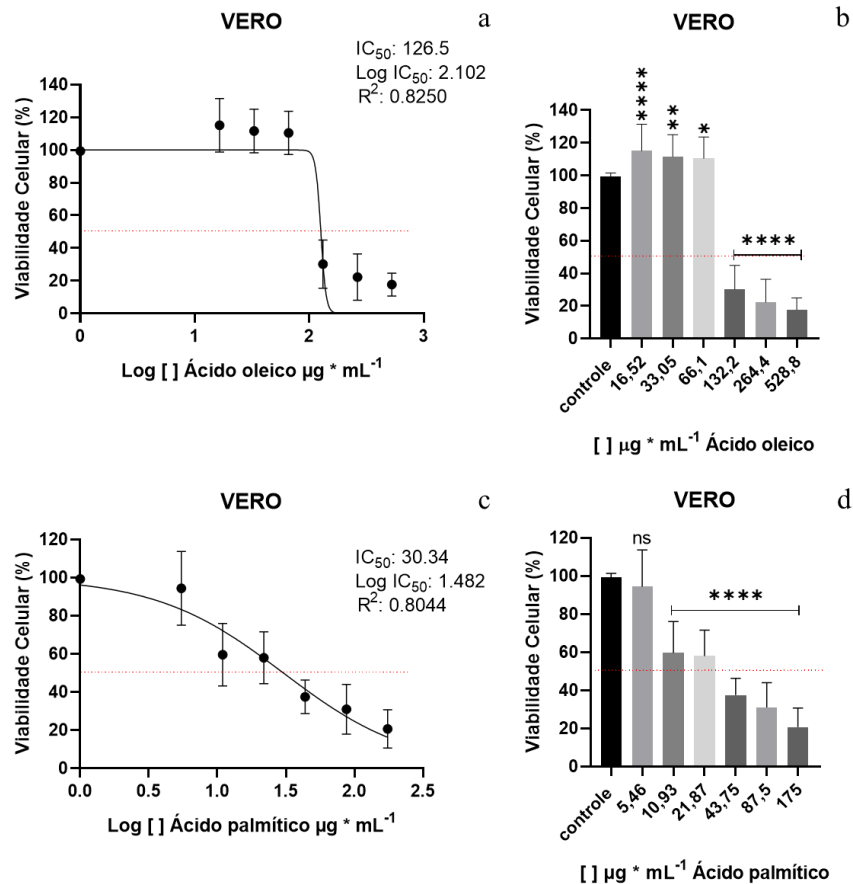 VERO
a
IC50: 126.5
Log IC50: 2.102
R2: 0.8250
Viabilidade Celular (%)
140
120
100
80
60
40
20
0
0 1 2 3
Log [ ] Ácido oleico µg * mL-1
VERO
b
Viabilidade Celular (%)
140
120
100
80
60
40
20
0
**** ** * ****
controle 16,52 33,05 66,1 132,2 264,4 528,8
[ ] µg * mL-1 Ácido oleico
VERO
c
IC50: 30.34
Log IC50: 1.482
R2: 0.8044
Viabilidade Celular (%)
120
100
80
60
40
20
0
0.0 0.5 1.0 1.5 2.0 2.5
Log [ ] Ácido palmítico µg * mL-1
VERO
d
Viabilidade Celular (%)
120
100
80
60
40
20
0
ns ****
controle 5,46 10,93 21,87 43,75 87,5 175
[ ] µg * mL-1 Ácido palmítico